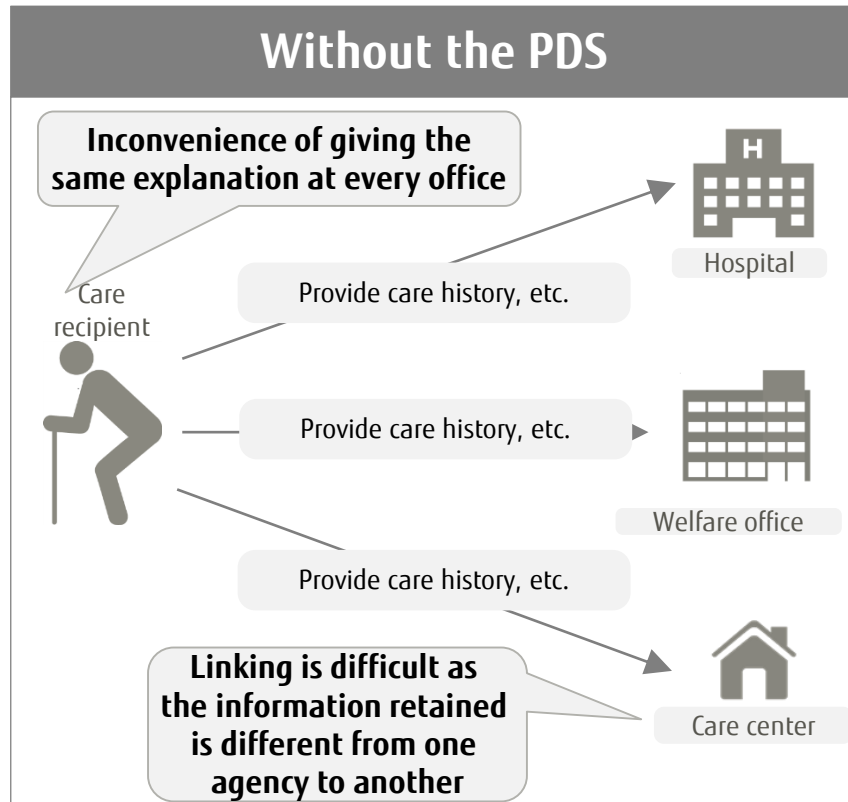 Without the PDS
Inconvenience of giving the
same explanation at every office
H
Hospital
Provide care history, etc.
Care
recipient
Provide care history, etc.
Welfare office
Provide care history, etc.
Linking is difficult as
the information retained
is different from one
agency to another
Care center